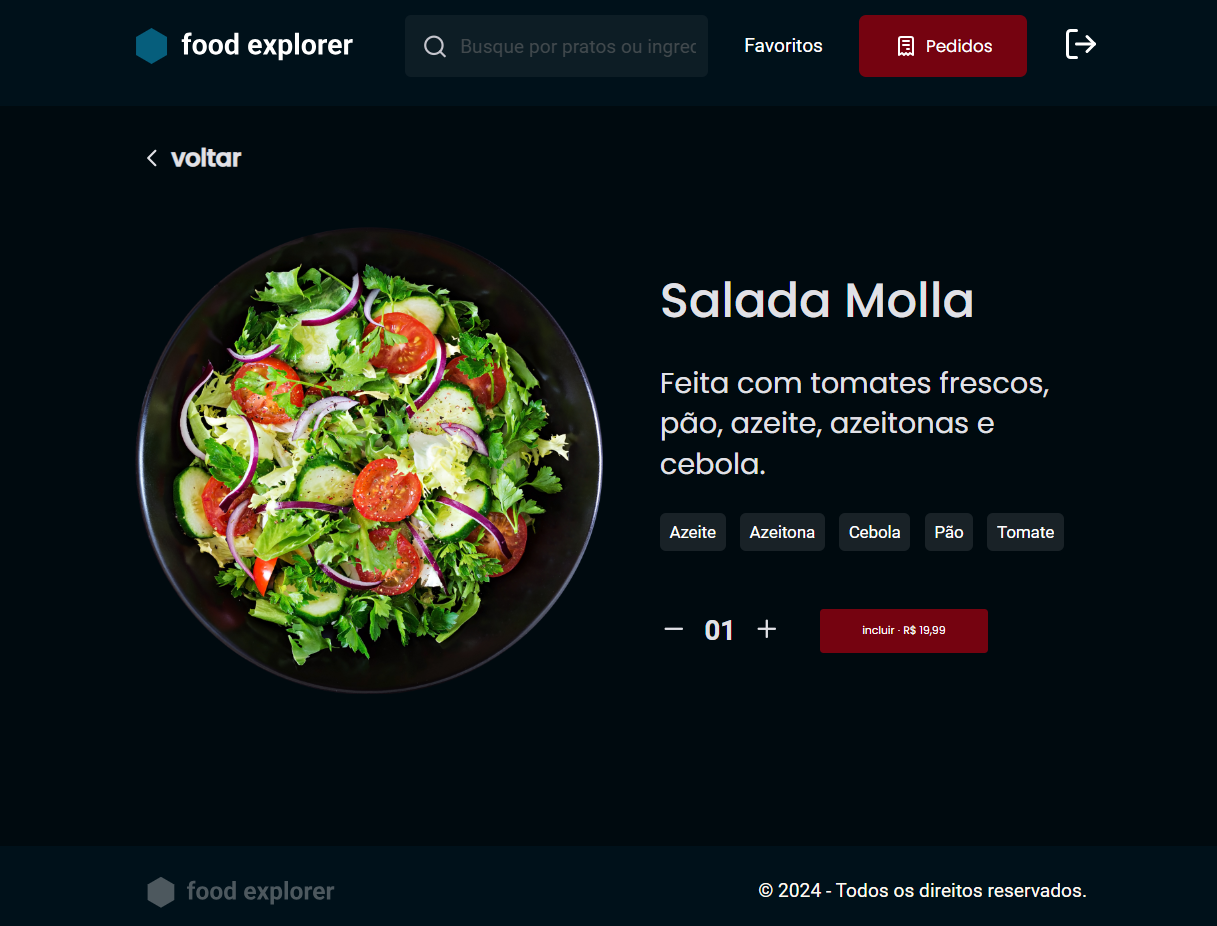 food explorer
Busque por pratos ou ingred
Favoritos
Pedidos
voltar
Salada Molla
Feita com tomates frescos,
pão, azeite, azeitonas e
cebola.
Azeite Azeitona Cebola Pão Tomate
01
incluir · R$ 19,99
food explorer
© 2024 - Todos os direitos reservados.